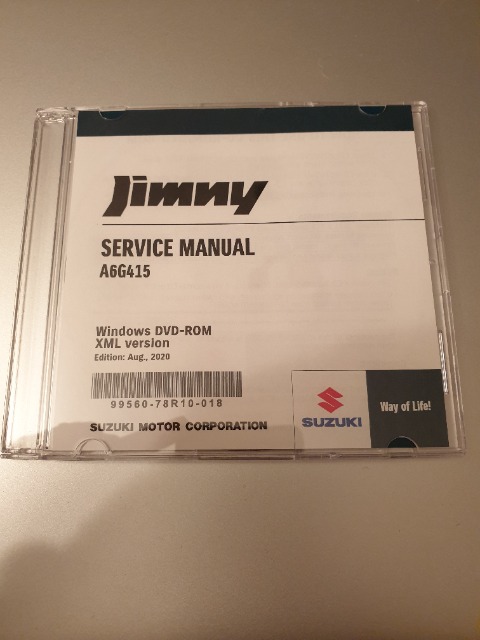 Jimny
SERVICE MANUAL
A6G415
Windows DVD-ROM
XML version
Edition: Aug., 2020
99560-78R10-018
SUZUKI MOTOR CORPORATION
SUZUKI
Way of Life!